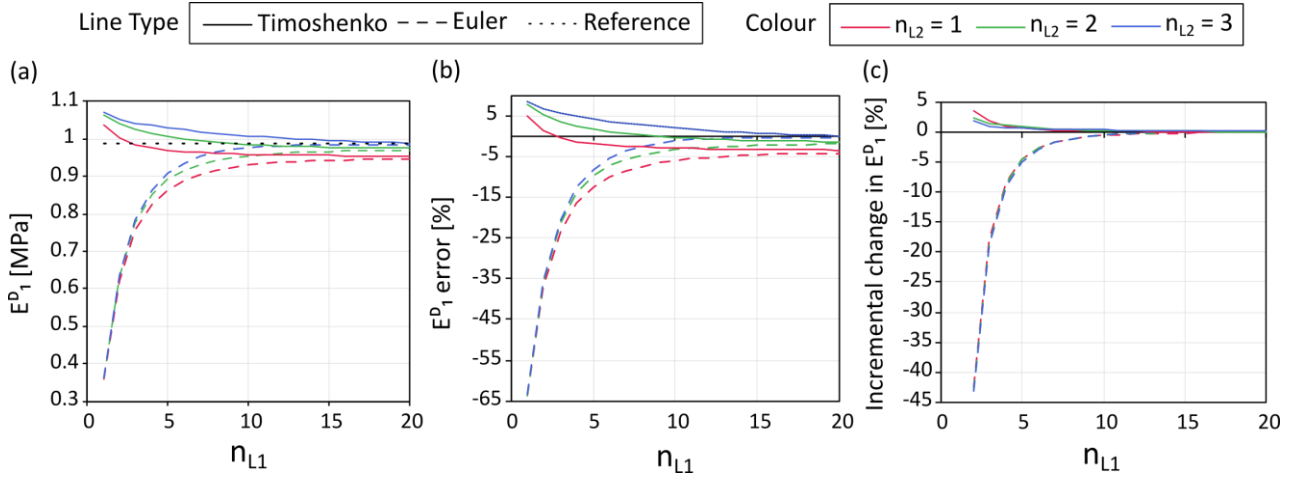 Line Type Timoshenko Euler Reference Colour n_L2 = 1 n_L2 = 2 n_L2 = 3
(a) (b) (c)
E^D_1 [MPa]
1.1
1
0.9
0.8
0.7
0.6
0.5
0.4
0.3
0 5 10 15 20
n_L1
E^D_1 error [%]
5
-5
-15
-25
-35
-45
-55
-65
0 5 10 15 20
n_L1
Incremental change in E^D_1 [%]
5
0
-5
-10
-15
-20
-25
-30
-35
-40
-45
0 5 10 15 20
n_L1